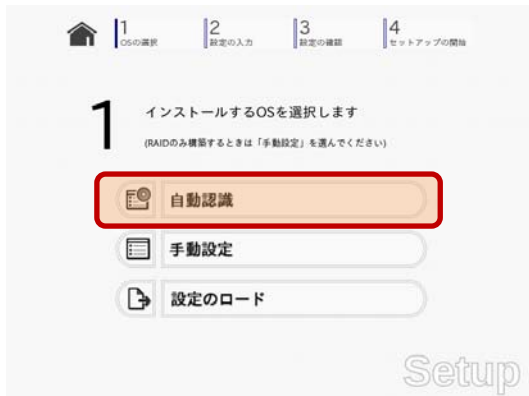 1
OSの選択
2
設定の入力
3
設定の確認
4
セットアップの開始
1
インストールするOSを選択します
(RAIDのみ構築するときは「手動設定」を選んでください)
自動認識
手動設定
設定のロード
Setup